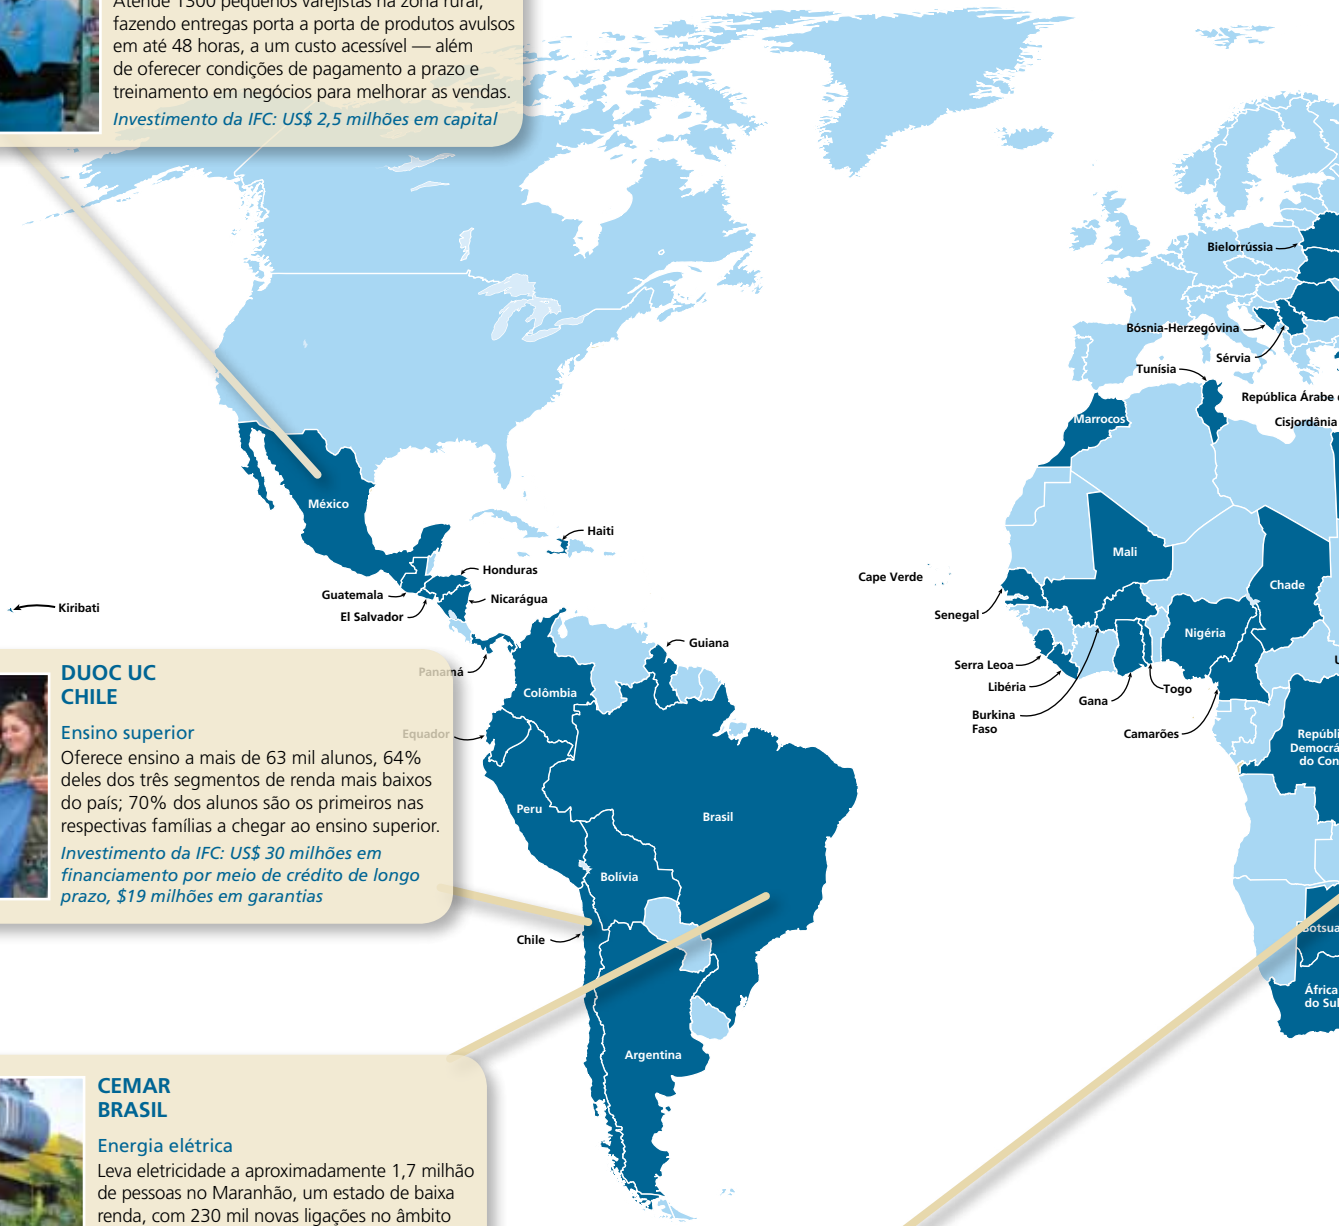 Atende 1300 pequenos varejistas na zona rural,
fazendo entregas porta a porta de produtos avulsos
em até 48 horas, a um custo acessível — além
de oferecer condições de pagamento a prazo e
treinamento em negócios para melhorar as vendas.
Investimento da IFC: US$ 2,5 milhões em capital
Bielorrússia
Bósnia-Herzegóvina
Sérvia
Tunísia
República Árabe
Cisjordânia
Marrocos
México
Haiti
Mali
Honduras
Cape Verde
Chade
Guatemala
Nicarágua
Kiribati
El Salvador
Senegal
Nigéria
Guiana
Panamá
Serra Leoa
Libéria
Togo
Gana
Burkina
Faso
Camarões
Colômbia
Equador
Repúbli
Democrá
do Con
DUOC UC
CHILE
Ensino superior
Oferece ensino a mais de 63 mil alunos, 64%
deles dos três segmentos de renda mais baixos
do país; 70% dos alunos são os primeiros nas
respectivas famílias a chegar ao ensino superior.
Investimento da IFC: US$ 30 milhões em
financiamento por meio de crédito de longo
prazo, $19 milhões em garantias
Peru
Brasil
Bolívia
Chile
Botsua
África
do Sul
Argentina
CEMAR
BRASIL
Energia elétrica
Leva eletricidade a aproximadamente 1,7 milhão
de pessoas no Maranhão, um estado de baixa
renda, com 230 mil novas ligações no âmbito